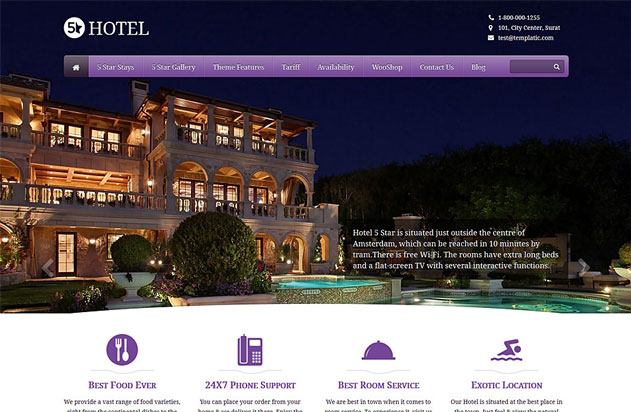 5★ HOTEL
1-800-000-1255
101, City Center, Surat
test@templatic.com
5 Star Stays 5 Star Gallery Theme Features Tariff Availability WooShop Contact Us Blog
Hotel 5 Star is situated just outside the centre of
Amsterdam, which can be reached in 10 minutes by
tram.There is free Wi-Fi. The rooms have extra long beds
and a flat-screen TV with several interactive functions.
Best Food Ever
We provide a vast range of food varieties,
right from the continental dishes to the
24X7 Phone Support
You can place your order from your
home & we deliver it there. Enjoy the
Best Room Service
We are best in town when it comes to
room service. To experience it, visit us
Exotic Location
Our Hotel is situated at the best place in
the town. Just feel & view the natural